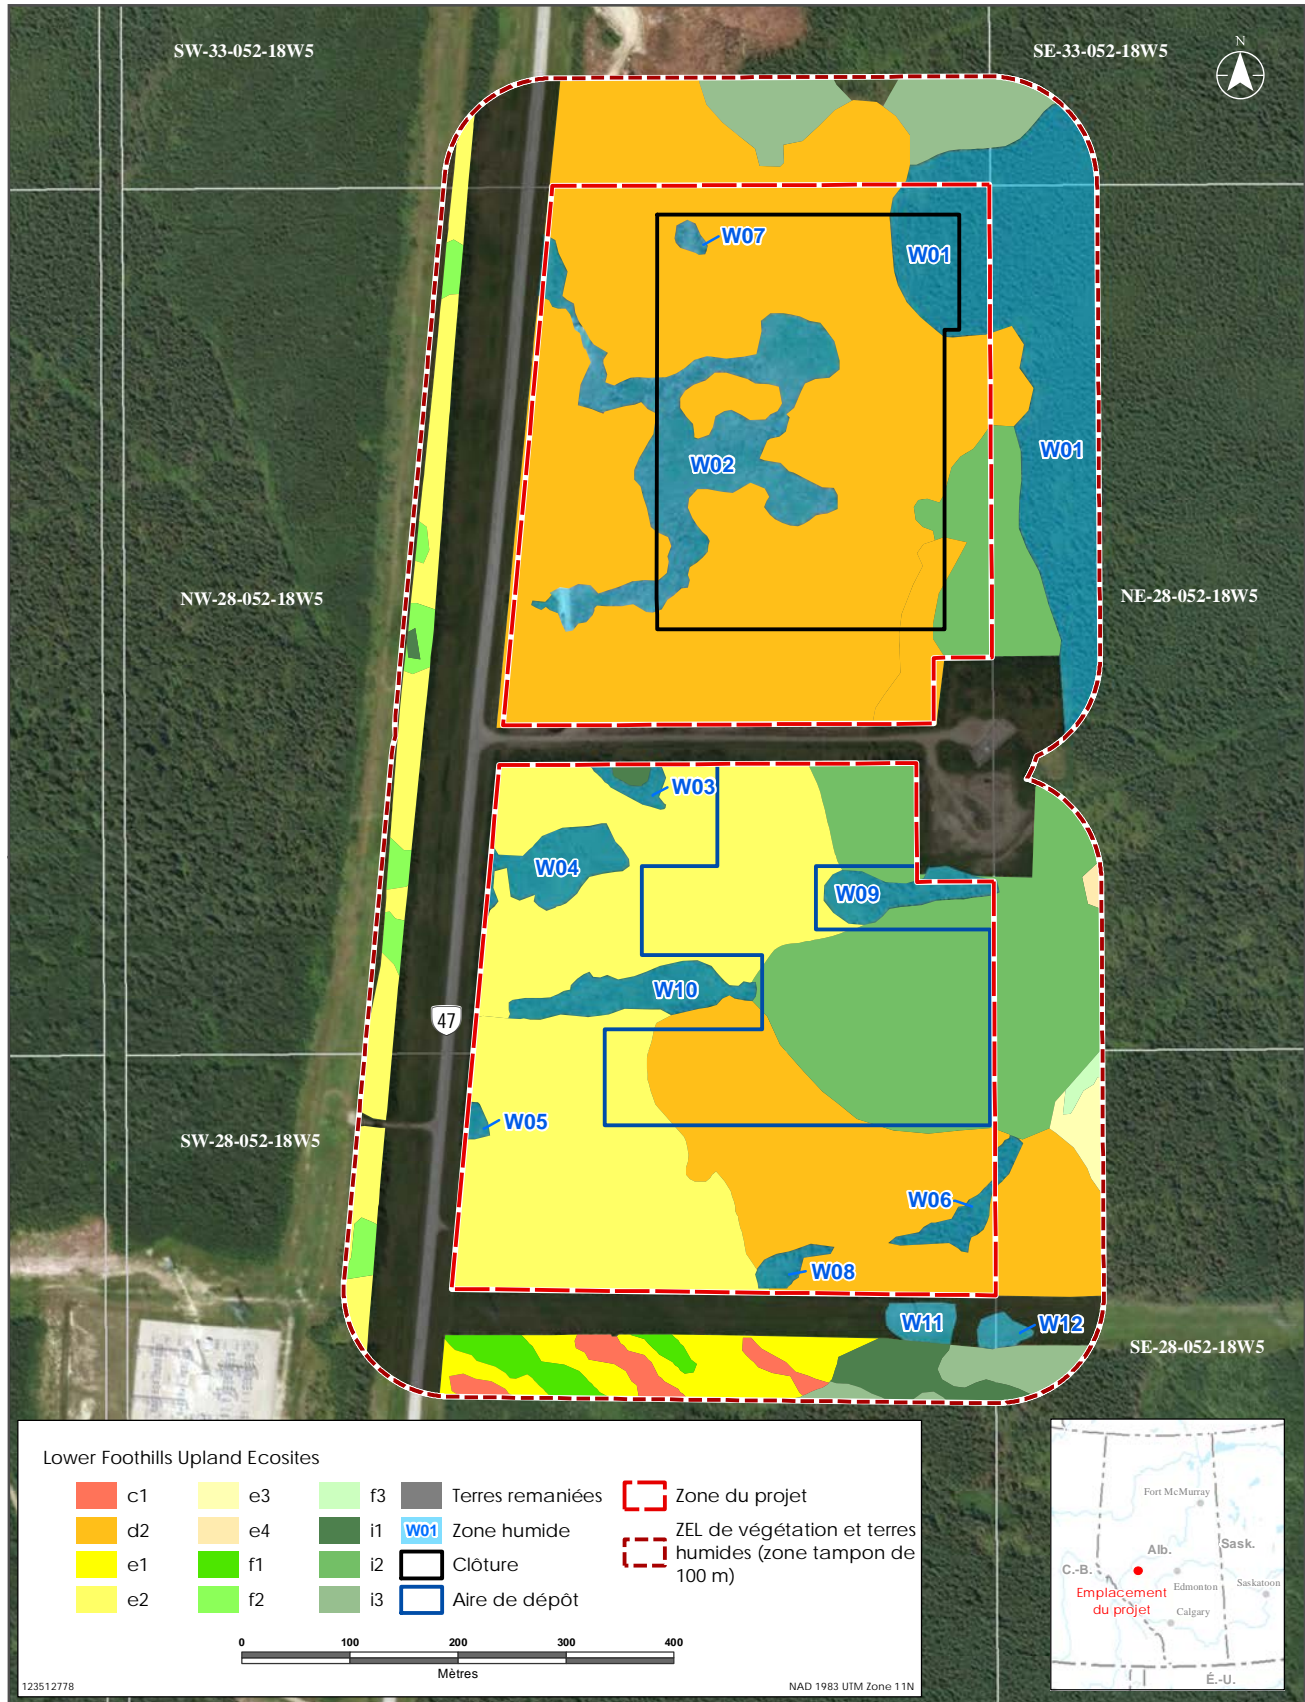 SW-33-052-18W5
SE-33-052-18W5
N
W07
W01
W02
W01
NW-28-052-18W5
NE-28-052-18W5
W03
W04
W09
W10
47
W05
SW-28-052-18W5
W06
W08
W11
W12
SE-28-052-18W5
Lower Foothills Upland Ecosites
c1
d2
e1
e2
e3
e4
f1
f2
f3
i1
i2
i3
Terres remaniées
W01 Zone humide
Clôture
Aire de dépôt
Zone du projet
ZEL de végétation et terres
humides (zone tampon de
100 m)
0 100 200 300 400
Mètres
123512778
NAD 1983 UTM Zone 11N
Fort McMurray
Alb.
Sask.
C.-B.
Edmonton
Saskatoon
Emplacement
du projet
Calgary
É.-U.